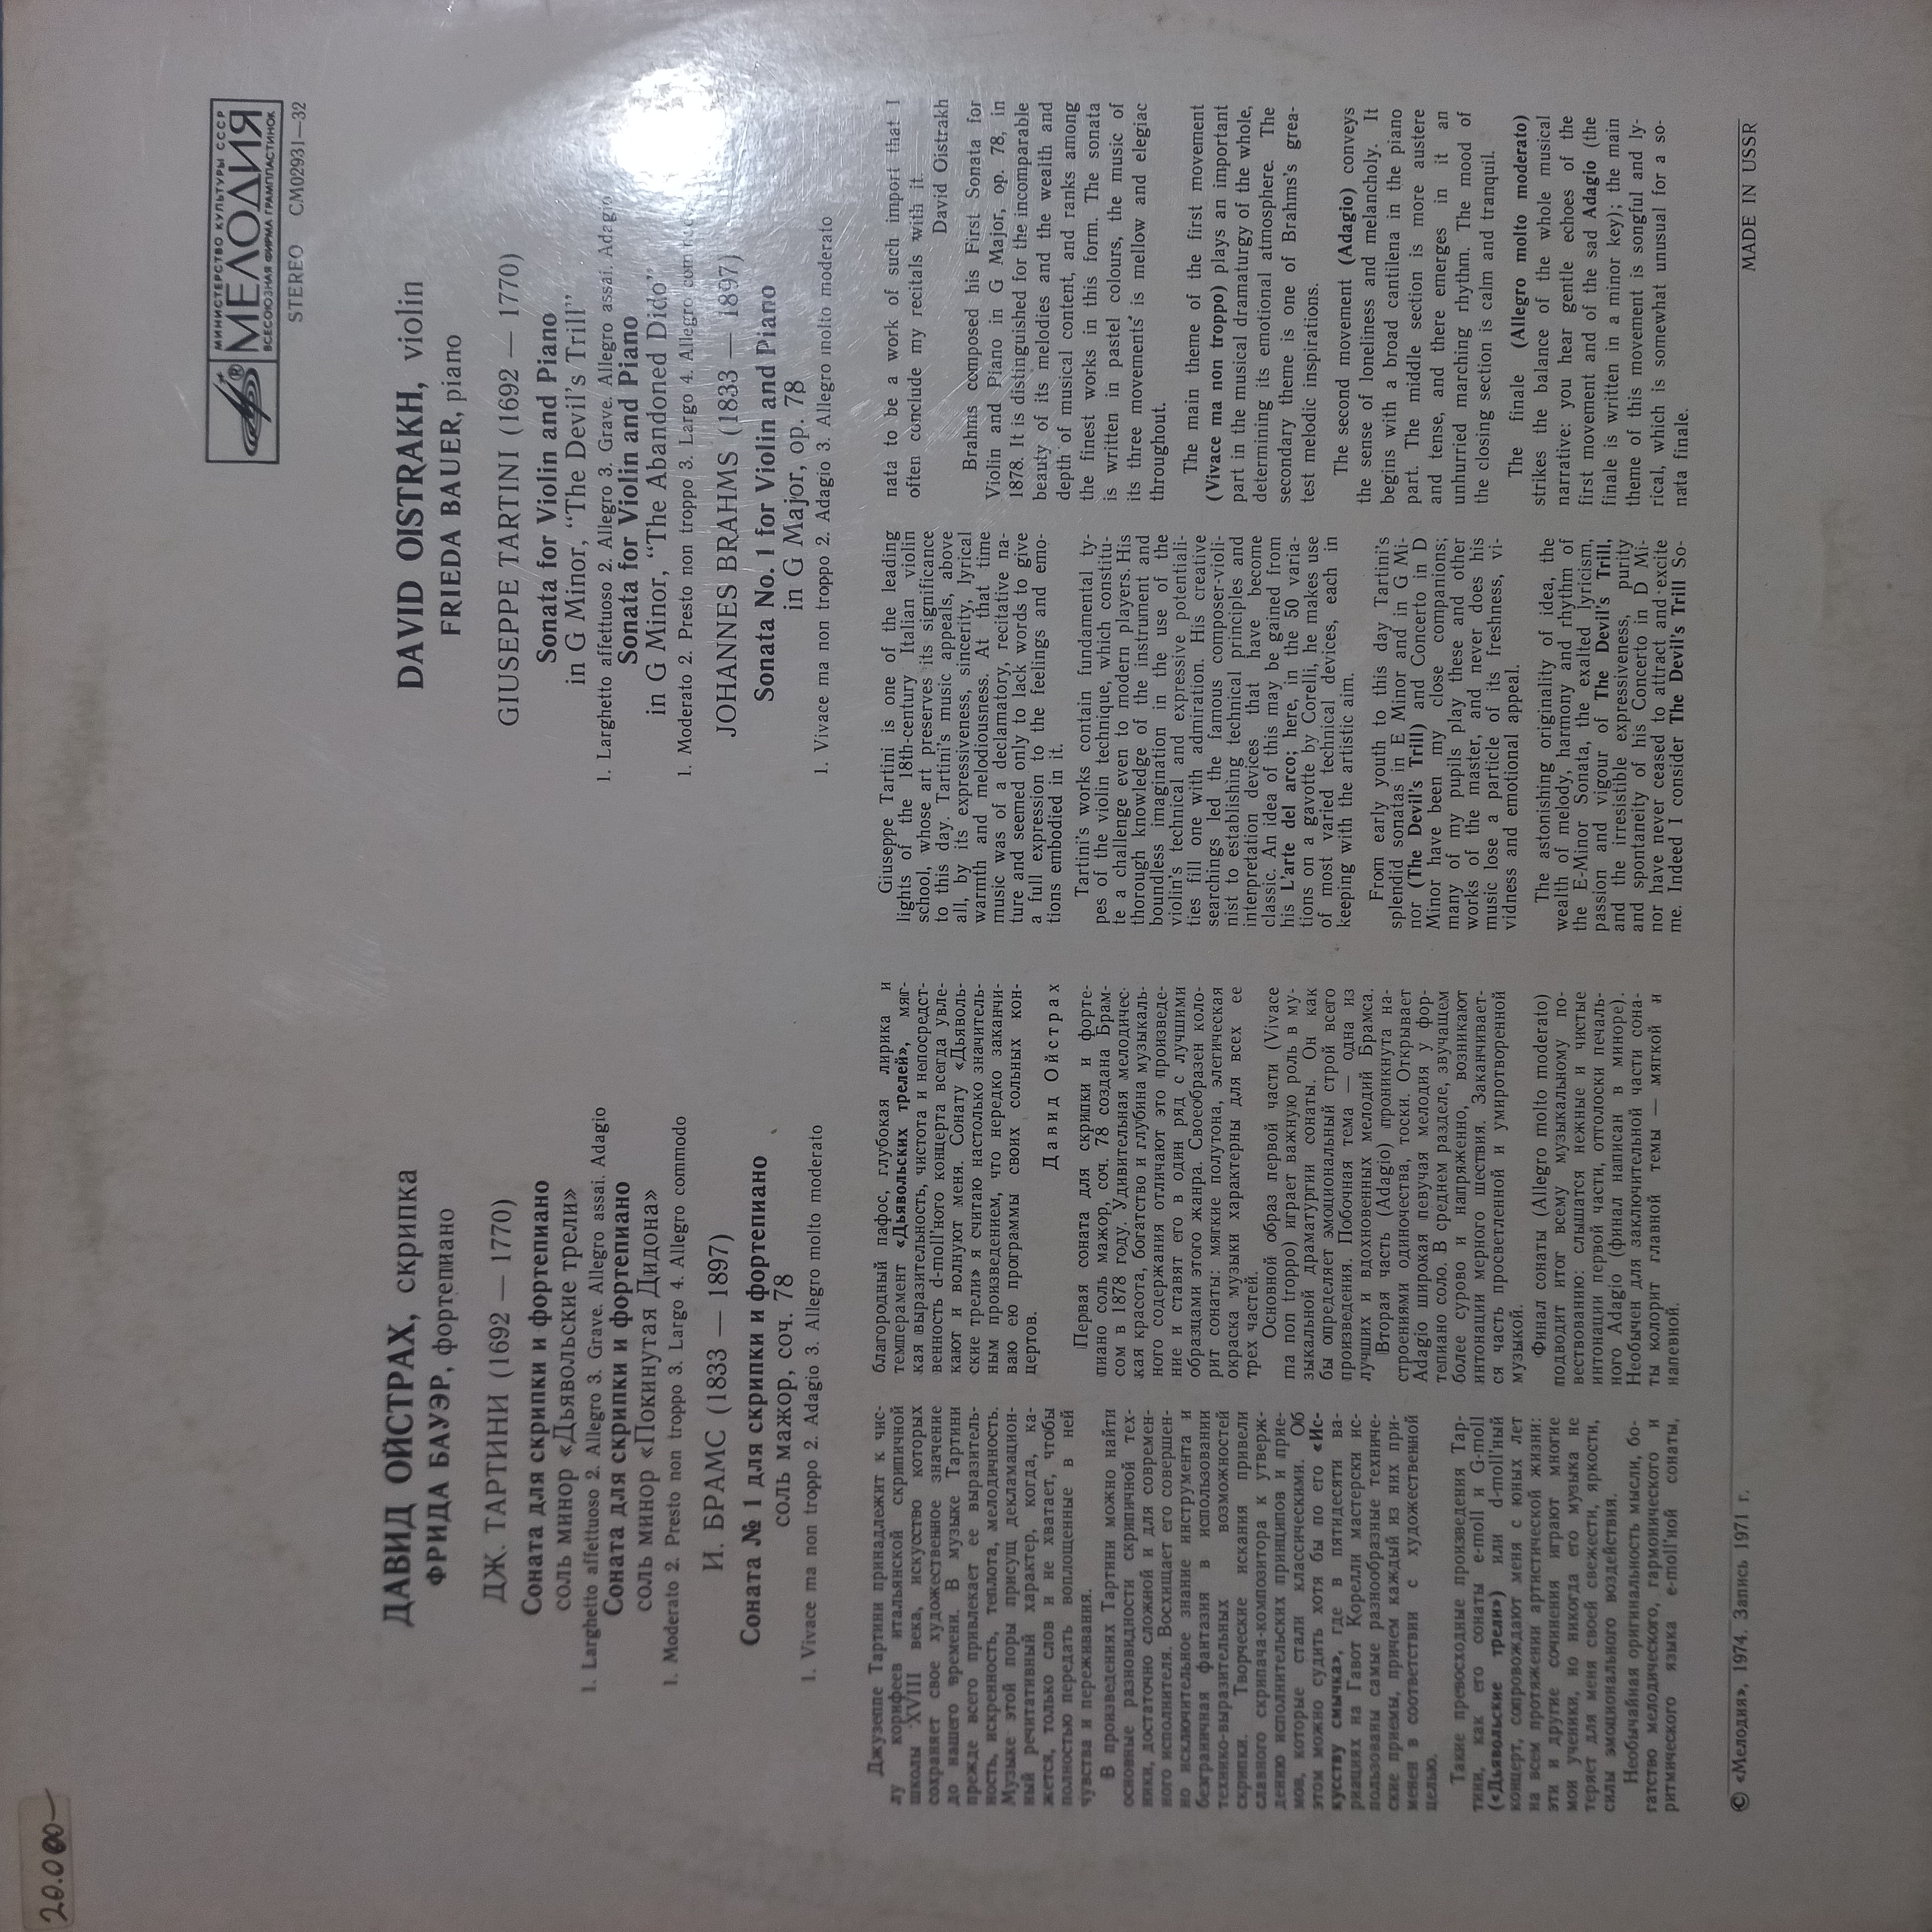 20.000—
МИНИСТЕРСТВО КУЛЬТУРЫ СССР
МЕЛОДИЯ
ВСЕСОЮЗНАЯ ФИРМА ГРАМПЛАСТИНОК
STEREO CM02931—32
ДАВИД ОЙСТРАХ, скрипка
ФРИДА БАУЭР, фортепиано
ДЖ. ТАРТИНИ (1692 — 1770)
Соната для скрипки и фортепиано
соль минор «Дьявольские трели»
1. Larghetto affettuoso 2. Allegro 3. Grave. Allegro assai. Adagio
Соната для скрипки и фортепиано
соль минор «Покинутая Дидона»
1. Moderato 2. Presto non troppo 3. Largo 4. Allegro commodo
И. БРАМС (1833 — 1897)
Соната № 1 для скрипки и фортепиано
соль мажор, соч. 78
1. Vivace ma non troppo 2. Adagio 3. Allegro molto moderato
DAVID OISTRAKH, violin
FRIEDA BAUER, piano
GIUSEPPE TARTINI (1692 — 1770)
Sonata for Violin and Piano
in G Minor, “The Devil’s Trill”
1. Larghetto affettuoso 2. Allegro 3. Grave. Allegro assai. Adagio
Sonata for Violin and Piano
in G Minor, “The Abandoned Dido”
1. Moderato 2. Presto non troppo 3. Largo 4. Allegro
JOHANNES BRAHMS (1833 — 1897)
Sonata No. 1 for Violin and Piano
in G Major, op. 78
1. Vivace ma non troppo 2. Adagio 3. Allegro molto moderato
Джузеппе Тартини принадлежит к чис-
лу корифеев итальянской скрипичной
школы XVIII века, искусство которых
сохраняет свое художественное значение
до нашего времени. В музыке Тартини
прежде всего привлекает ее выразитель-
ность, искренность, теплота, мелодичность.
Музыке этой поры присущ декламацион-
ный речитативный характер, когда, ка-
жется, только слов и не хватает, чтобы
полностью передать воплощенные в ней
чувства и переживания.
В произведениях Тартини можно найти
основные разновидности скрипичной тех-
ники, достаточно сложной и для современ-
ного исполнителя. Восхищает его совершен-
но исключительное знание инструмента и
безграничная фантазия в использовании
технико-выразительных возможностей
скрипки. Творческие искания привели
славного скрипача-композитора к утверж-
дению исполнительских принципов и прие-
мов, которые стали классическими. Об
этом можно судить хотя бы по его «Ис-
кусству смычка», где в пятидесяти ва-
риациях на Гавот Корелли мастерски ис-
пользованы самые разнообразные техниче-
ские приемы, причем каждый из них при-
менен в соответствии с художественной
целью.
Такие превосходные произведения Тар-
тини, как его сонаты e-moll и G-moll
(«Дьявольские трели») или d-moll’ный
концерт, сопровождают меня с юных лет
на всем протяжении артистической жизни:
эти и другие сочинения играют многие
мои ученики, но никогда его музыка не
теряет для меня своей свежести, яркости,
силы эмоционального воздействия.
Необычайная оригинальность мысли, бо-
гатство мелодического, гармонического и
ритмического языка e-moll’ной сонаты,
благородный пафос, глубокая лирика и
темперамент «Дьявольских трелей», мяг-
кая выразительность, чистота и непосредст-
венность d-moll’ного концерта всегда увле-
кают и волнуют меня. Сонату «Дьяволь-
ские трели» я считаю настолько значитель-
ным произведением, что нередко заканчи-
ваю ею программы своих сольных кон-
цертов.
Давид Ойстрах
Первая соната для скрипки и форте-
пиано соль мажор, соч. 78 создана Брам-
сом в 1878 году. Удивительная мелодичес-
кая красота, богатство и глубина музыкаль-
ного содержания отличают это произведе-
ние и ставят его в один ряд с лучшими
образцами этого жанра. Своеобразен коло-
рит сонаты: мягкие полутона, элегическая
окраска музыки характерны для всех ее
трех частей.
Основной образ первой части (Vivace
ma non troppo) играет важную роль в му-
зыкальной драматургии сонаты. Он как
бы определяет эмоциональный строй всего
произведения. Побочная тема — одна из
лучших и вдохновенных мелодий Брамса.
Вторая часть (Adagio) проникнута на-
строениями одиночества, тоски. Открывает
Adagio широкая певучая мелодия у фор-
тепиано соло. В среднем разделе, звучащем
более сурово и напряженно, возникают
интонации мерного шествия. Заканчивает-
ся часть просветленной и умиротворенной
музыкой.
Финал сонаты (Allegro molto moderato)
подводит итог всему музыкальному по-
вествованию: слышатся нежные и чистые
интонации первой части, отголоски печаль-
ного Adagio (финал написан в миноре).
Необычен для заключительной части сона-
ты колорит главной темы — мягкой и
напевной.
Giuseppe Tartini is one of the leading
lights of the 18th-century Italian violin
school, whose art preserves its significance
to this day. Tartini’s music appeals, above
all, by its expressiveness, sincerity, lyrical
warmth and melodiousness. At that time
music was of a declamatory, recitative na-
ture and seemed only to lack words to give
a full expression to the feelings and emo-
tions embodied in it.
Tartini’s works contain fundamental ty-
pes of the violin technique, which constitu-
te a challenge even to modern players. His
thorough knowledge of the instrument and
boundless imagination in the use of the
violin’s technical and expressive potentiali-
ties fill one with admiration. His creative
searchings led the famous composer-violi-
nist to establishing technical principles and
interpretation devices that have become
classic. An idea of this may be gained from
his L’arte del arco; here, in the 50 varia-
tions on a gavotte by Corelli, he makes use
of most varied technical devices, each in
keeping with the artistic aim.
From early youth to this day Tartini’s
splendid sonatas in E Minor and in G Mi-
nor (The Devil’s Trill) and Concerto in D
Minor have been my close companions;
many of my pupils play these and other
works of the master, and never does his
music lose a particle of its freshness, vi-
vidness and emotional appeal.
The astonishing originality of idea, the
wealth of melody, harmony and rhythm of
the E-Minor Sonata, the exalted lyricism,
passion and vigour of The Devil’s Trill,
and the irresistible expressiveness, purity
and spontaneity of his Concerto in D Mi-
nor have never ceased to attract and excite
me. Indeed I consider The Devil’s Trill So-
nata to be a work of such import that I
often conclude my recitals with it.
David Oistrakh
Brahms composed his First Sonata for
Violin and Piano in G Major, op. 78, in
1878. It is distinguished for the incomparable
beauty of its melodies and the wealth and
depth of musical content, and ranks among
the finest works in this form. The sonata
is written in pastel colours, the music of
its three movements is mellow and elegiac
throughout.
The main theme of the first movement
(Vivace ma non troppo) plays an important
part in the musical dramaturgy of the whole,
determining its emotional atmosphere. The
secondary theme is one of Brahms’s grea-
test melodic inspirations.
The second movement (Adagio) conveys
the sense of loneliness and melancholy. It
begins with a broad cantilena in the piano
part. The middle section is more austere
and tense, and there emerges in it an
unhurried marching rhythm. The mood of
the closing section is calm and tranquil.
The finale (Allegro molto moderato)
strikes the balance of the whole musical
narrative: you hear gentle echoes of the
first movement and of the sad Adagio (the
finale is written in a minor key); the main
theme of this movement is songful and ly-
rical, which is somewhat unusual for a so-
nata finale.
© «Мелодия», 1974. Запись 1971 г.
MADE IN USSR